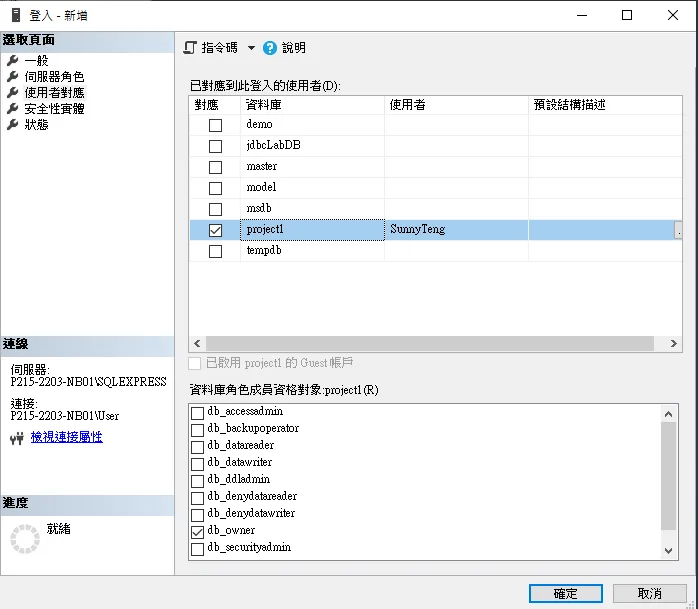 登入 - 新增
選取頁面
一般
伺服器角色
使用者對應
安全性實體
狀態
連線
伺服器:
P215-2203-NB01\SQLEXPRESS
連接:
P215-2203-NB01\User
檢視連接屬性
進度
就緒
指令碼 說明
已對應到此登入的使用者(D):
對應 資料庫 使用者 預設結構描述
demo
jdbcLabDB
master
model
msdb
project1 SunnyTeng .
tempdb
已啟用 project1 的 Guest 帳戶
資料庫角色成員資格對象:project1(R)
db_accessadmin
db_backupoperator
db_datareader
db_datawriter
db_ddladmin
db_denydatareader
db_denydatawriter
db_owner
db_securityadmin
確定 取消